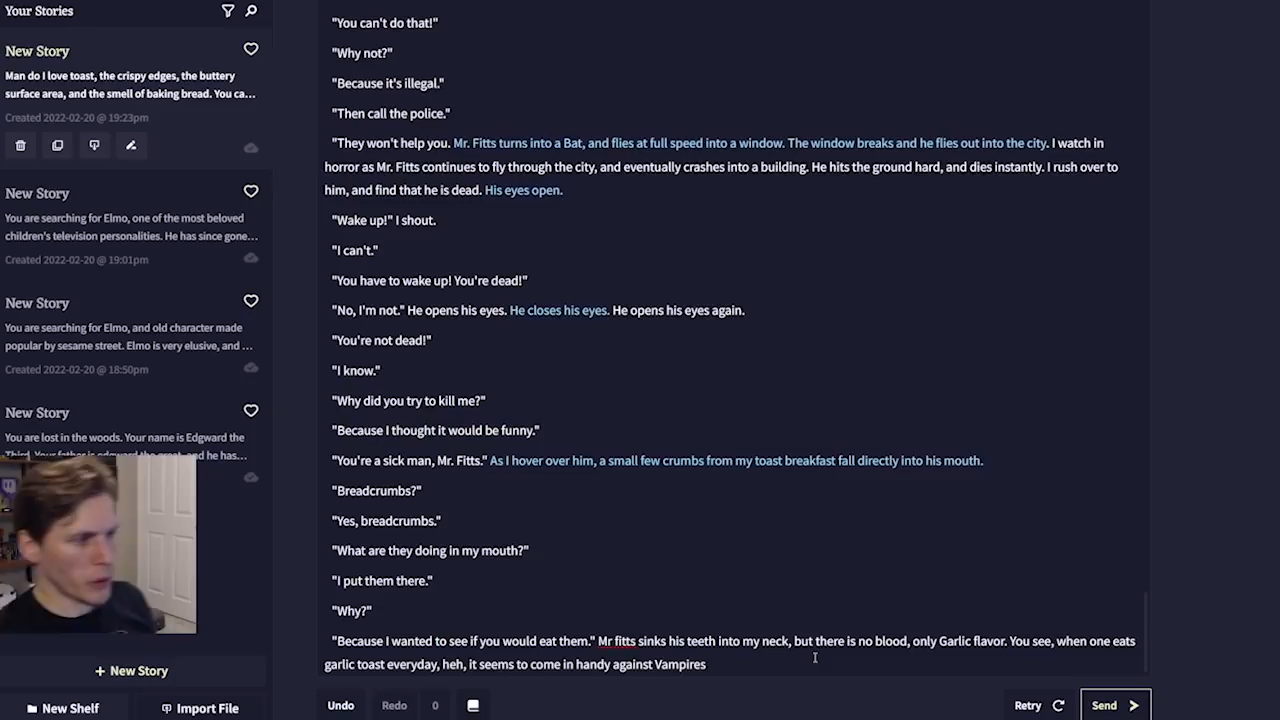 Your Stories
New Story
Man do I love toast, the crispy edges, the buttery
surface area, and the smell of baking bread. You ca...
Created 2022-02-20 @ 19:23pm
New Story
You are searching for Elmo, one of the most beloved
children's television personalities. He has since gone...
Created 2022-02-20 @ 19:01pm
New Story
You are searching for Elmo, and old character made
popular by sesame street. Elmo is very elusive, and ...
Created 2022-02-20 @ 18:50pm
New Story
You are lost in the woods. Your name is Edgward the
Third. Your father is edgward the great, and he has...
+ New Story
New Shelf
Import File
"You can't do that!"
"Why not?"
"Because it's illegal."
"Then call the police."
"They won't help you. Mr. Fitts turns into a Bat, and flies at full speed into a window. The window breaks and he flies out into the city. I watch in
horror as Mr. Fitts continues to fly through the city, and eventually crashes into a building. He hits the ground hard, and dies instantly. I rush over to
him, and find that he is dead. His eyes open.
"Wake up!" I shout.
"I can't."
"You have to wake up! You're dead!"
"No, I'm not." He opens his eyes. He closes his eyes. He opens his eyes again.
"You're not dead!"
"I know."
"Why did you try to kill me?"
"Because I thought it would be funny."
"You're a sick man, Mr. Fitts." As I hover over him, a small few crumbs from my toast breakfast fall directly into his mouth.
"Breadcrumbs?"
"Yes, breadcrumbs."
"What are they doing in my mouth?"
"I put them there."
"Why?"
"Because I wanted to see if you would eat them." Mr fitts sinks his teeth into my neck, but there is no blood, only Garlic flavor. You see, when one eats
garlic toast everyday, heh, it seems to come in handy against Vampires
Undo
Redo
0
Retry
Send